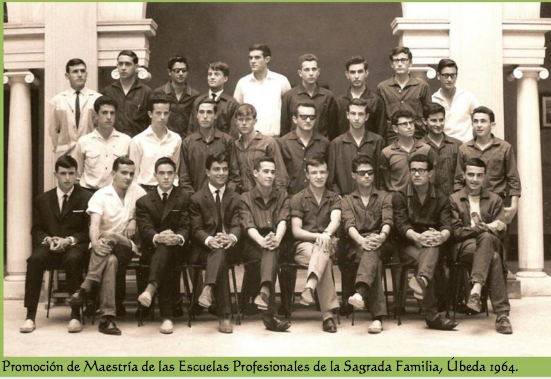 Promoción de Maestría de las Escuelas Profesionales de la Sagrada Familia, Úbeda 1964.